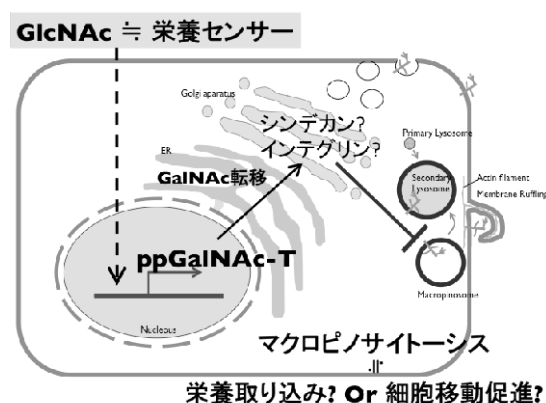 GlcNAc ≒ 栄養センサー
Golgi apparatus
シンデカン?
インテグリン?
Primary Lysosome
ER
GalNAc転移
Secondary
Lysosome
Actin filament
Membrane Ruffling
ppGalNAc-T
Macropinosome
Nucleous
マクロピノサイトーシス
栄養取り込み? Or 細胞移動促進?